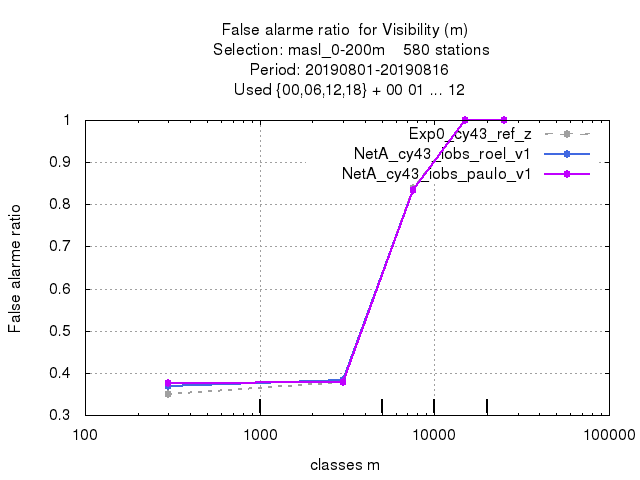 False alarme ratio  for Visibility (m)
Selection: masl_0-200m    580 stations
Period: 20190801-20190816
Used {00,06,12,18} + 00 01 ... 12
Exp0_cy43_ref_z
NetA_cy43_iobs_roel_v1
NetA_cy43_iobs_paulo_v1
1
0.9
0.8
0.7
0.6
0.5
0.4
0.3
False alarme ratio
100
1000
10000
100000
classes m